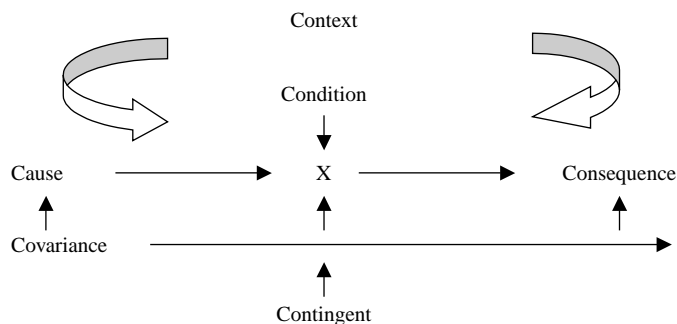 Context
Condition
Cause X Consequence
Covariance
Contingent